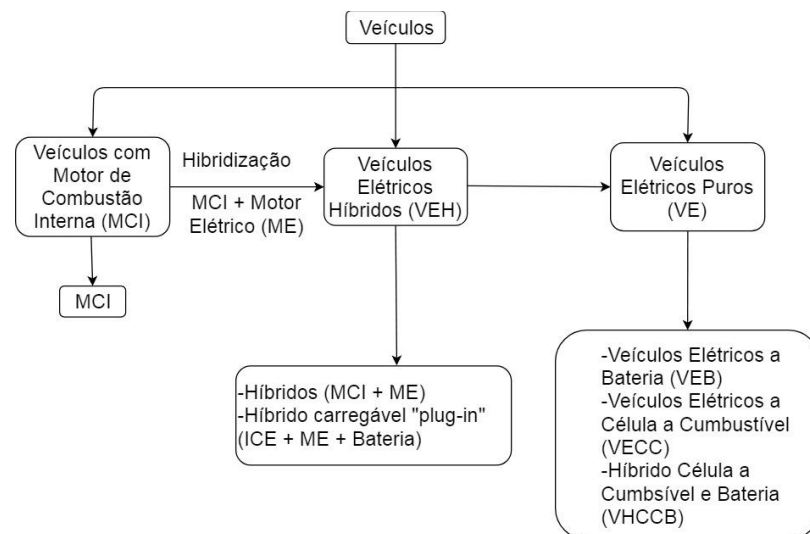 Veículos
Veículos com
Motor de
Combustão
Interna (MCI)
Hibridização
MCI + Motor
Elétrico (ME)
Veículos
Elétricos
Híbridos (VEH)
Veículos
Elétricos Puros
(VE)
MCI
-Híbridos (MCI + ME)
-Híbrido carregável "plug-in"
(ICE + ME + Bateria)
-Veículos Elétricos a
Bateria (VEB)
-Veículos Elétricos a
Célula a Cumbustível
(VECC)
-Híbrido Célula a
Cumbsível e Bateria
(VHCCB)